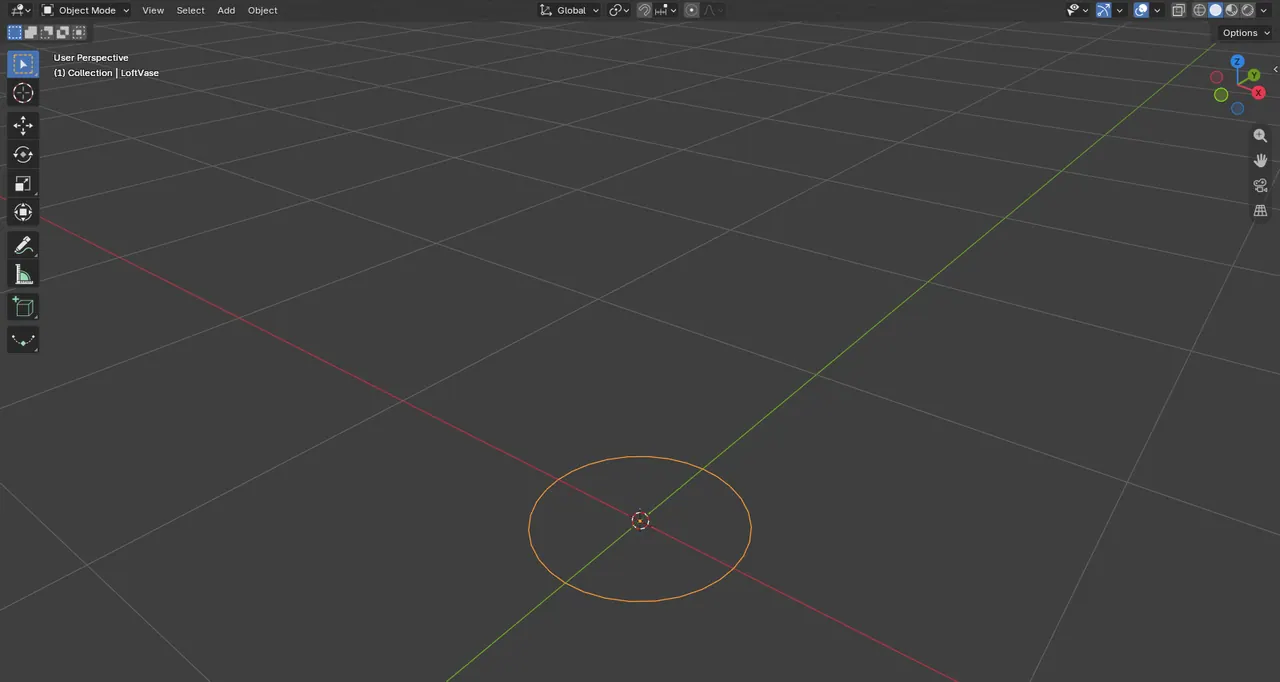 Object Mode View Select Add Object Global
Options
User Perspective
(1) Collection | LoftVase
Z
Y
X